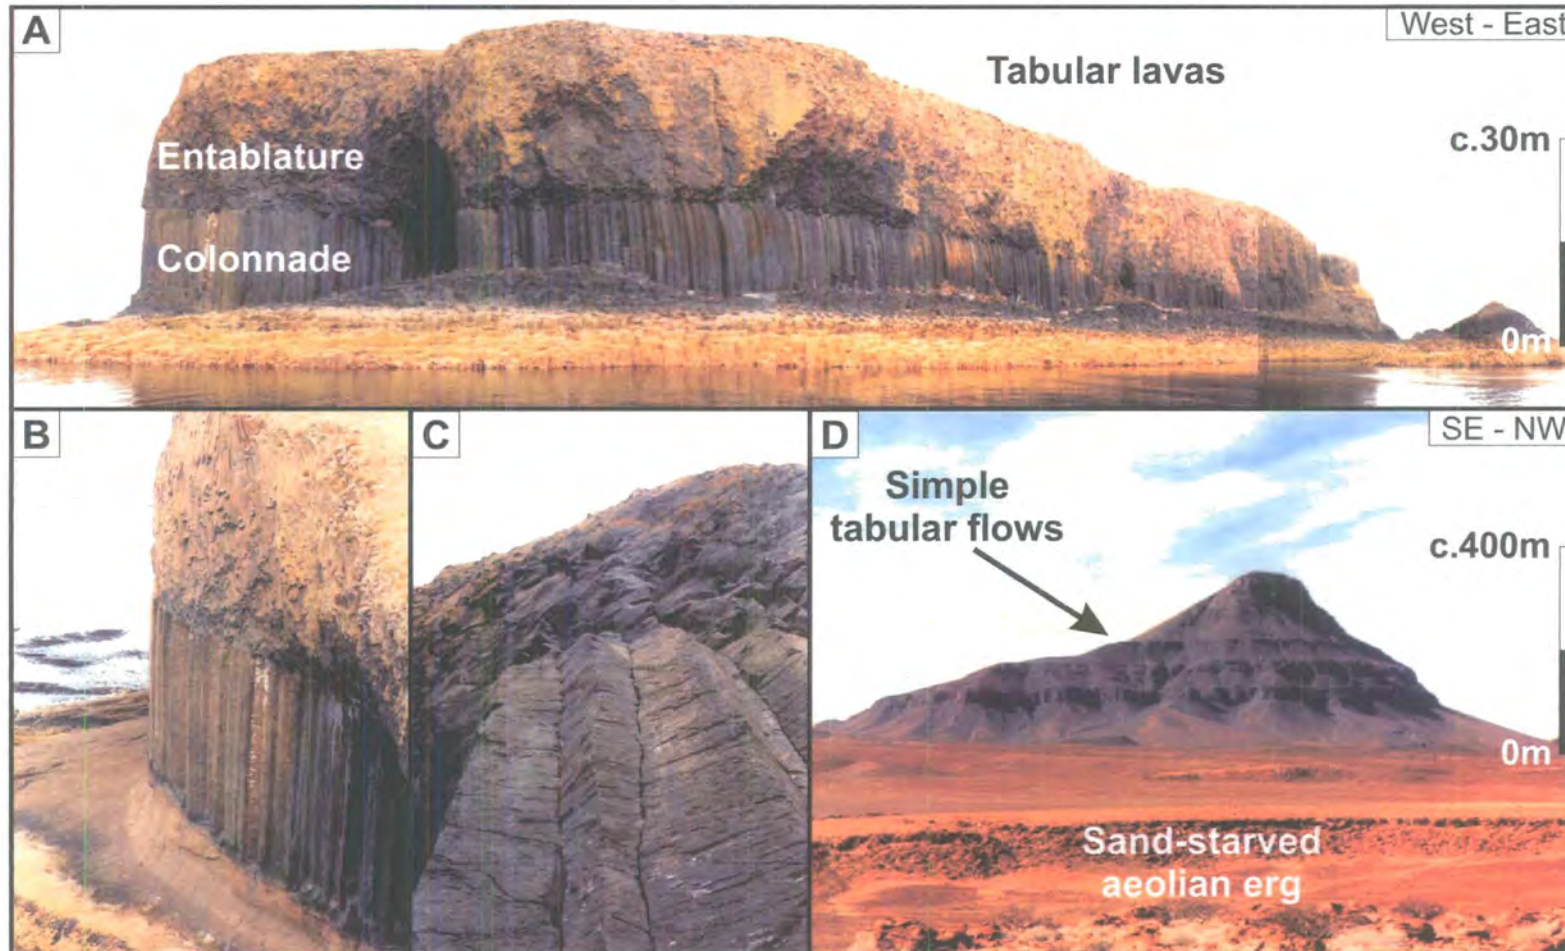 A
West - East
Tabular lavas
c.30m
Entablature
Colonnade
0m
B
C
D
SE - NW
Simple
tabular flows
c.400m
0m
Sand-starved
aeolian erg